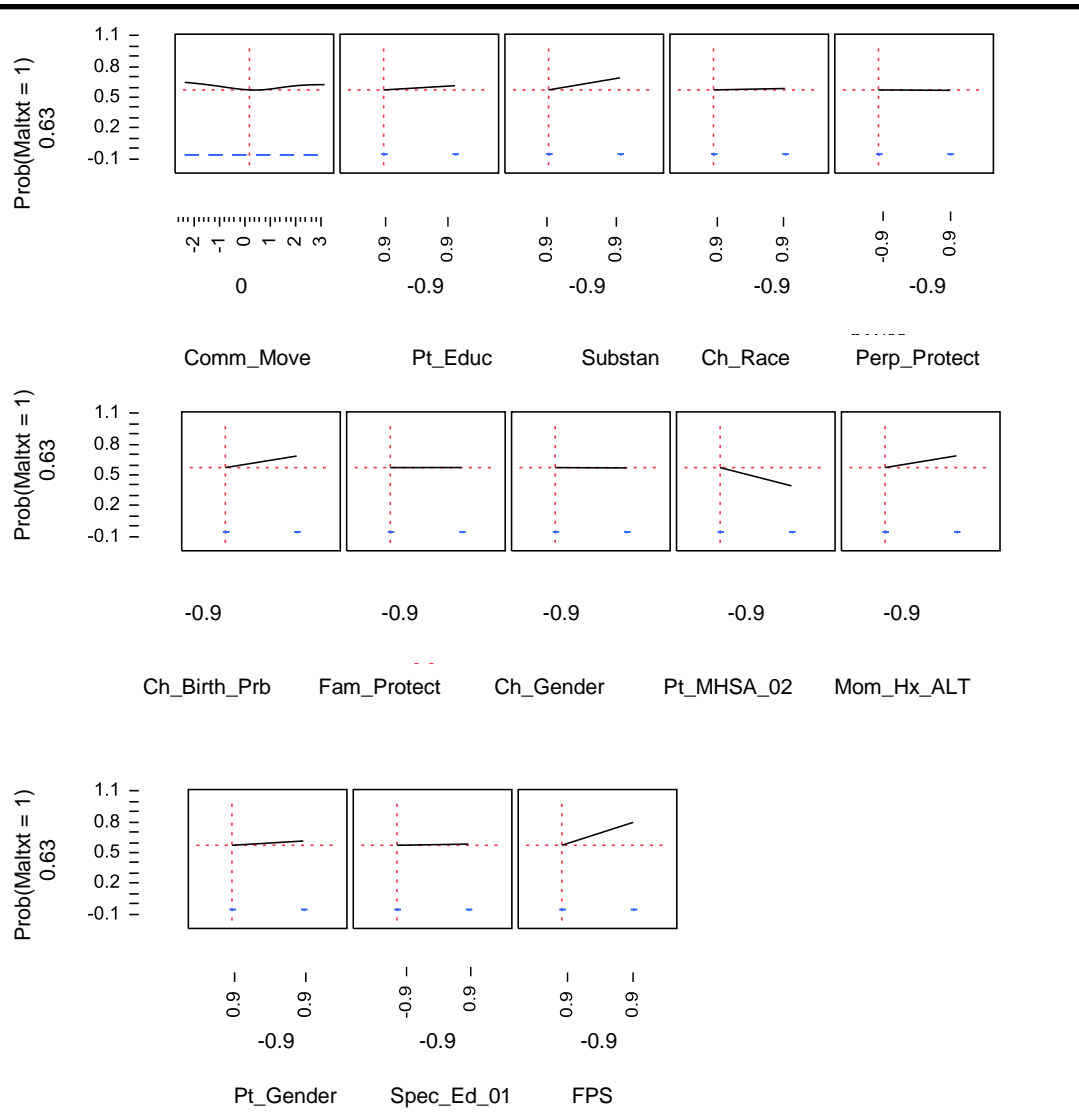 1.1
0.8
0.5
0.2
-0.1
Prob(Maltxt = 1)
0.63
-2 -1 0 1 2 3
0.9 0.9
0.9 0.9
0.9 0.9
-0.9 0.9
0 -0.9 -0.9 -0.9 -0.9
Comm_Move Pt_Educ Substan Ch_Race Perp_Protect
1.1
0.8
0.5
0.2
-0.1
Prob(Maltxt = 1)
0.63
-0.9 -0.9 -0.9 -0.9 -0.9
Ch_Birth_Prb Fam_Protect Ch_Gender Pt_MHSA_02 Mom_Hx_ALT
1.1
0.8
0.5
0.2
-0.1
Prob(Maltxt = 1)
0.63
0.9 0.9
-0.9 0.9
0.9 0.9
-0.9 -0.9 -0.9
Pt_Gender Spec_Ed_01 FPS